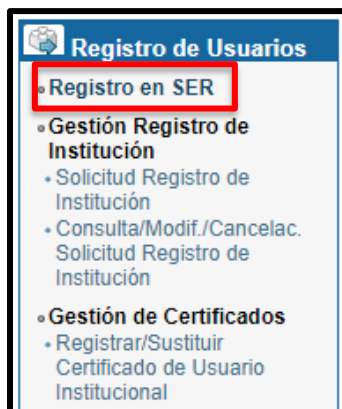 Registro de Usuarios
Registro en SER
Gestión Registro de
Institución
Solicitud Registro de
Institución
Consulta/Modif./Cancelac.
Solicitud Registro de
Institución
Gestión de Certificados
Registrar/Sustituir
Certificado de Usuario
Institucional